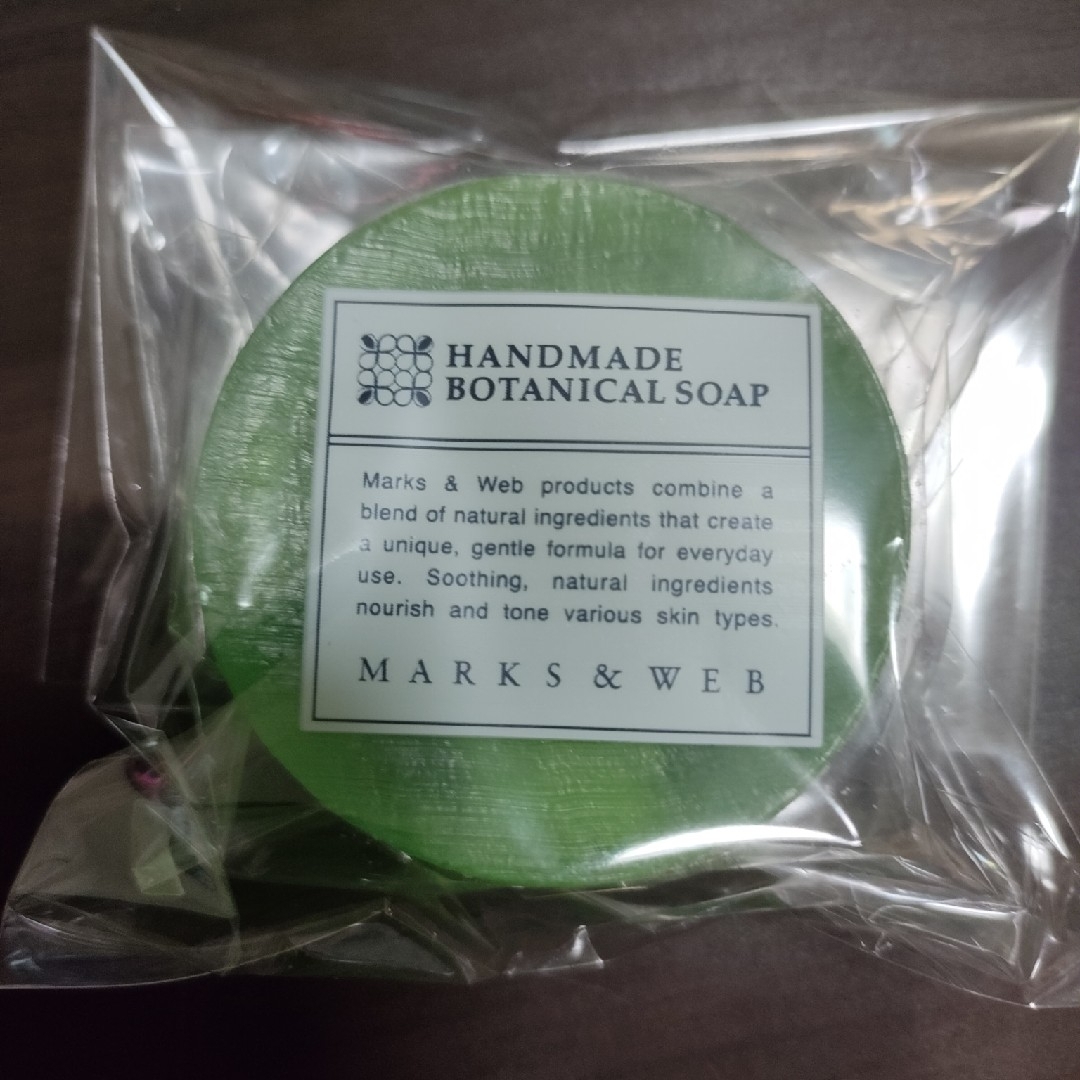 HANDMADE
BOTANICAL SOAP
Marks & Web products combine a
blend of natural ingredients that create
a unique, gentle formula for everyday
use. Soothing, natural ingredients
nourish and tone various skin types.
MARKS & WEB